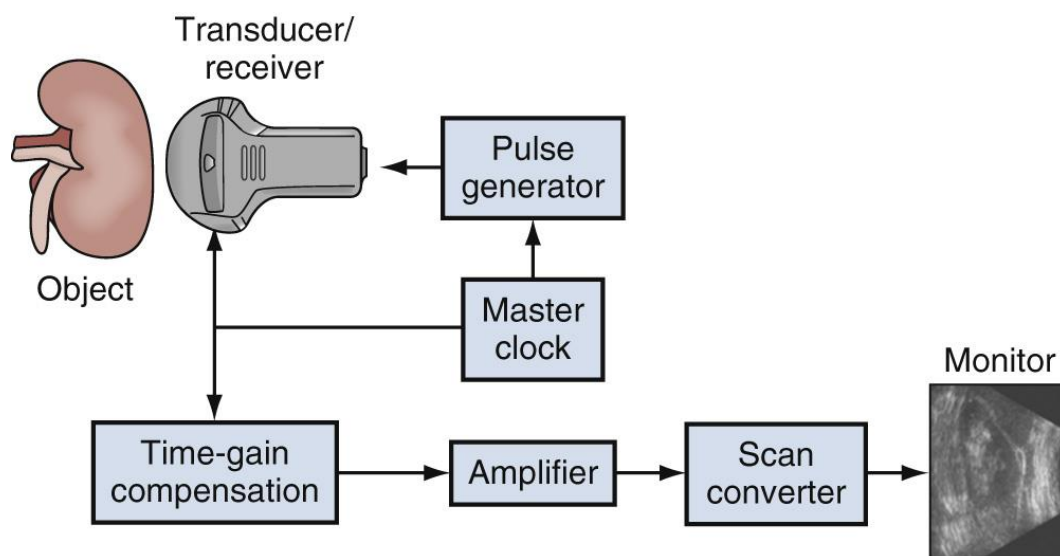 Transducer/
receiver
Pulse
generator
Object
Master
clock
Monitor
Time-gain
compensation
Amplifier
Scan
converter